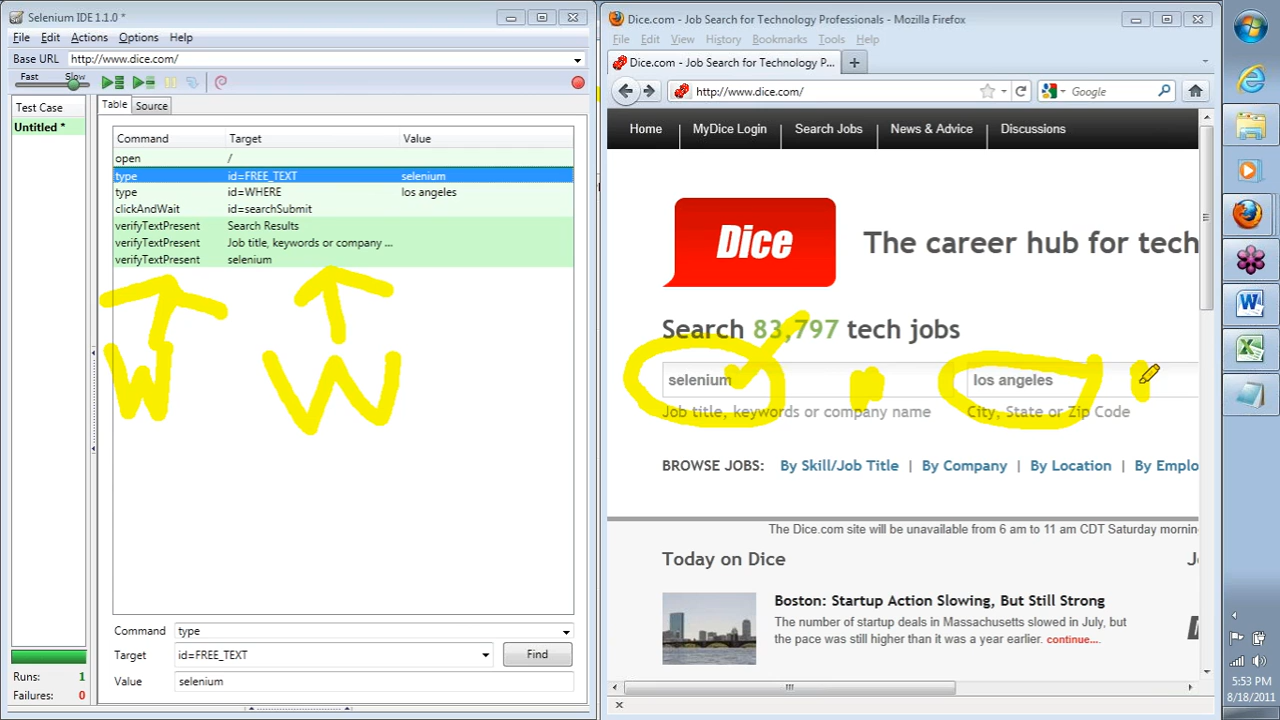 Selenium IDE 1.1.0 *
File Edit Actions Options Help
Base URL http://www.dice.com/
Fast Slow
Test Case
Untitled *
Table Source
Command Target Value
open /
type id=FREE_TEXT selenium
type id=WHERE los angeles
clickAndWait id=searchSubmit
verifyTextPresent Search Results
verifyTextPresent Job title, keywords or company ...
verifyTextPresent selenium
W W
Command type
Target id=FREE_TEXT Find
Value selenium
Runs: 1
Failures: 0
Dice.com - Job Search for Technology Professionals - Mozilla Firefox
File Edit View History Bookmarks Tools Help
Dice.com - Job Search for Technology P...
http://www.dice.com/ Google
Home MyDice Login Search Jobs News & Advice Discussions
Dice The career hub for tech
Search 83,797 tech jobs
selenium los angeles
Job title, keywords or company name City, State or Zip Code
BROWSE JOBS: By Skill/Job Title | By Company | By Location | By Emplo
The Dice.com site will be unavailable from 6 am to 11 am CDT Saturday mornin
Today on Dice
Boston: Startup Action Slowing, But Still Strong
The number of startup deals in Massachusetts slowed in July, but
the pace was still higher than it was a year earlier. continue...
5:53 PM
8/18/2011